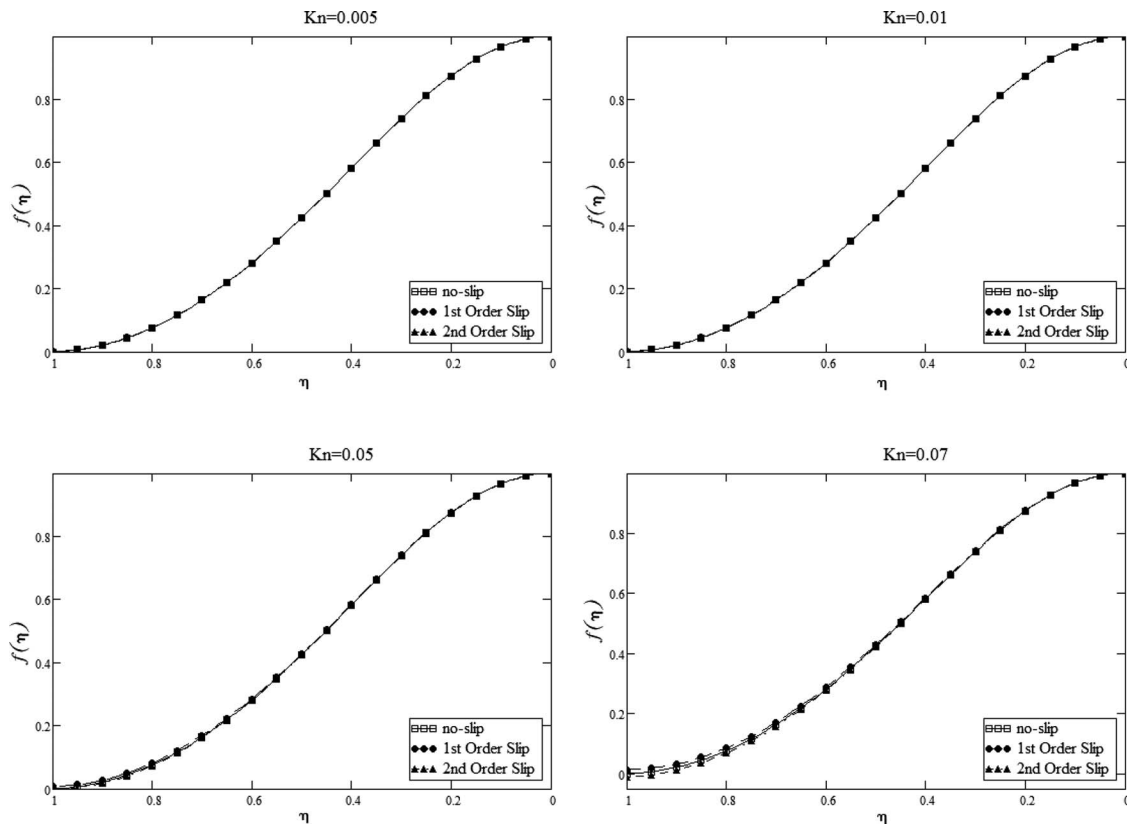 Kn=0.005
0.8
0.6
0.4
0.2
0
f(η)
1 0.8 0.6 0.4 0.2 0
η
no-slip
1st Order Slip
2nd Order Slip
Kn=0.01
0.8
0.6
0.4
0.2
0
f(η)
1 0.8 0.6 0.4 0.2 0
η
no-slip
1st Order Slip
2nd Order Slip
Kn=0.05
0.8
0.6
0.4
0.2
0
f(η)
1 0.8 0.6 0.4 0.2 0
η
no-slip
1st Order Slip
2nd Order Slip
Kn=0.07
0.8
0.6
0.4
0.2
0
f(η)
1 0.8 0.6 0.4 0.2 0
η
no-slip
1st Order Slip
2nd Order Slip